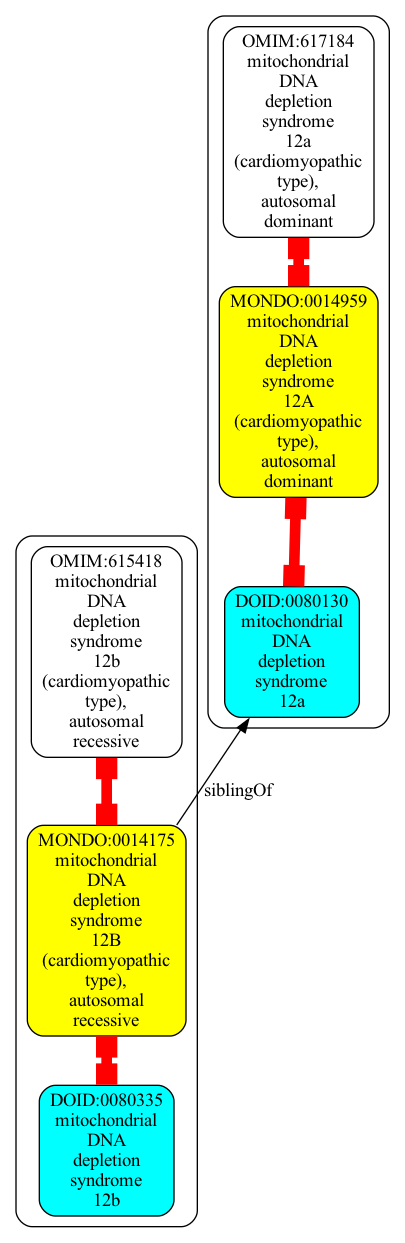 OMIM:617184
mitochondrial
DNA
depletion
syndrome
12a
(cardiomyopathic
type),
autosomal
dominant
MONDO:0014959
mitochondrial
DNA
depletion
syndrome
12A
(cardiomyopathic
type),
autosomal
dominant
DOID:0080130
mitochondrial
DNA
depletion
syndrome
12a
OMIM:615418
mitochondrial
DNA
depletion
syndrome
12b
(cardiomyopathic
type),
autosomal
recessive
siblingOf
MONDO:0014175
mitochondrial
DNA
depletion
syndrome
12B
(cardiomyopathic
type),
autosomal
recessive
DOID:0080335
mitochondrial
DNA
depletion
syndrome
12b